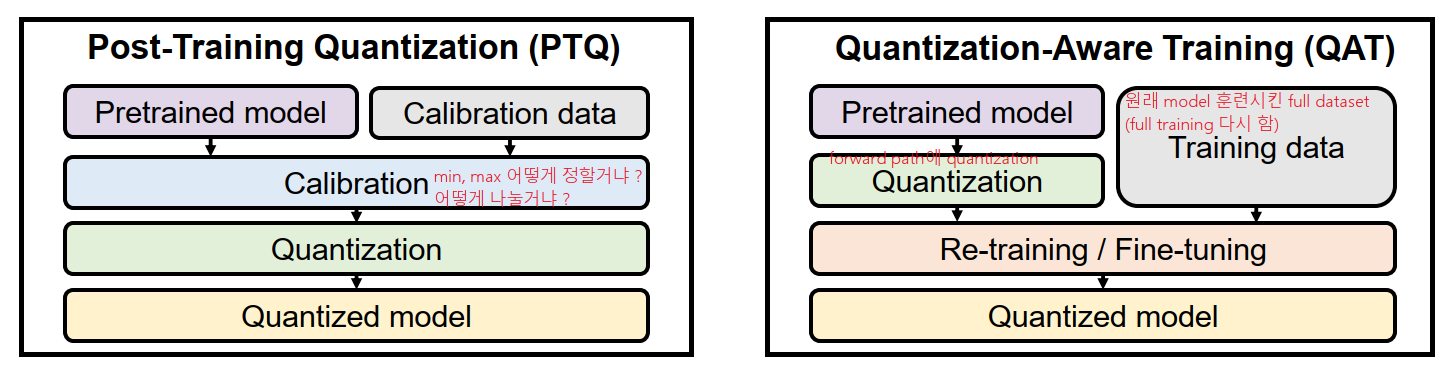 Post-Training Quantization (PTQ)
Pretrained model
Calibration data
Calibration
min, max 어떻게 정할거냐 ?
어떻게 나눌거냐 ?
Quantization
Quantized model
Quantization-Aware Training (QAT)
Pretrained model
원래 model 훈련시킨 full dataset
(full training 다시 함)
Training data
forward path에 quantization
Quantization
Re-training / Fine-tuning
Quantized model